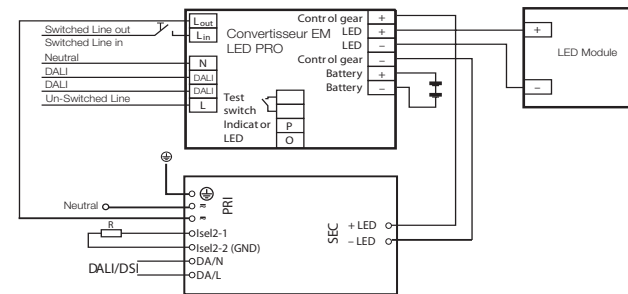 Switched Line out
Switched Line in
Neutral
DALI
DALI
Un-Switched Line
Lout
Lin
N
DALI
DALI
L
Convertisseur EM
LED PRO
Test
switch
Indicator
LED
P
O
Control gear +
LED +
LED –
Control gear –
Battery +
Battery –
+
–
LED Module
Neutral
R
DALI/DSI
≂
≂
PRI
Isel2-1
Isel2-2 (GND)
DA/N
DA/L
SEC
+ LED
– LED